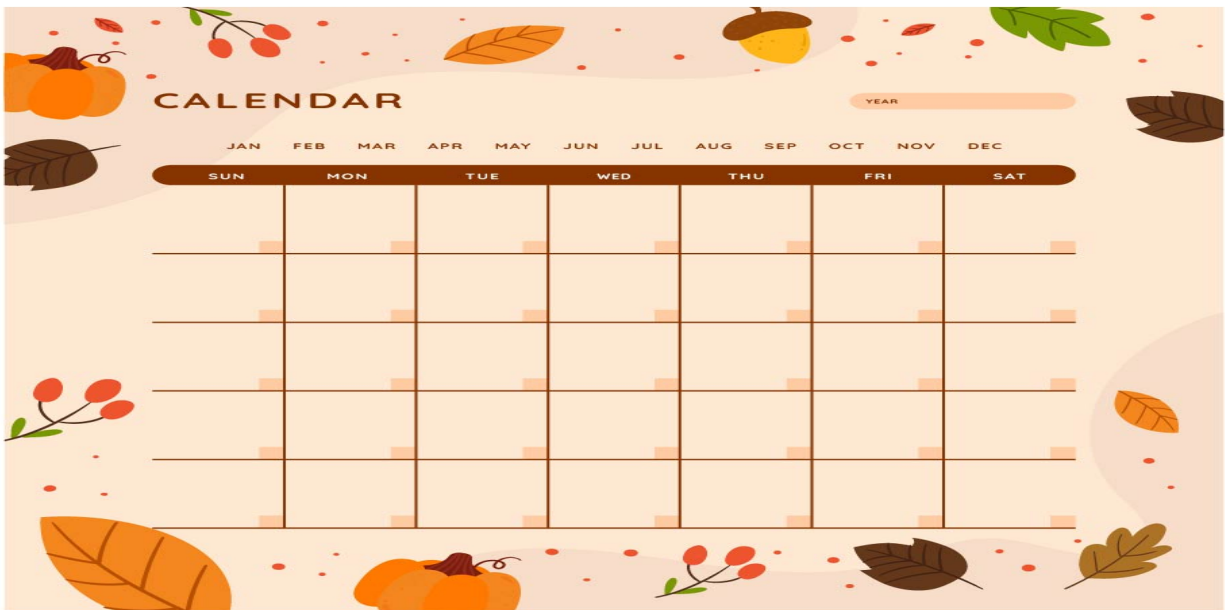 CALENDAR
YEAR
JAN FEB MAR APR MAY JUN JUL AUG SEP OCT NOV DEC
SUN MON TUE WED THU FRI SAT